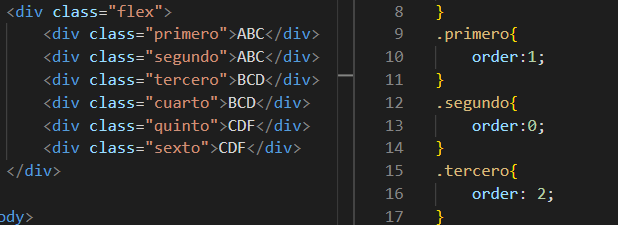 <div class="flex">
<div class="primero">ABC</div>
<div class="segundo">ABC</div>
<div class="tercero">BCD</div>
<div class="cuarto">BCD</div>
<div class="quinto">CDF</div>
<div class="sexto">CDF</div>
</div>
ody>
8 }
9 .primero{
10 order:1;
11 }
12 .segundo{
13 order:0;
14 }
15 .tercero{
16 order: 2;
17 }